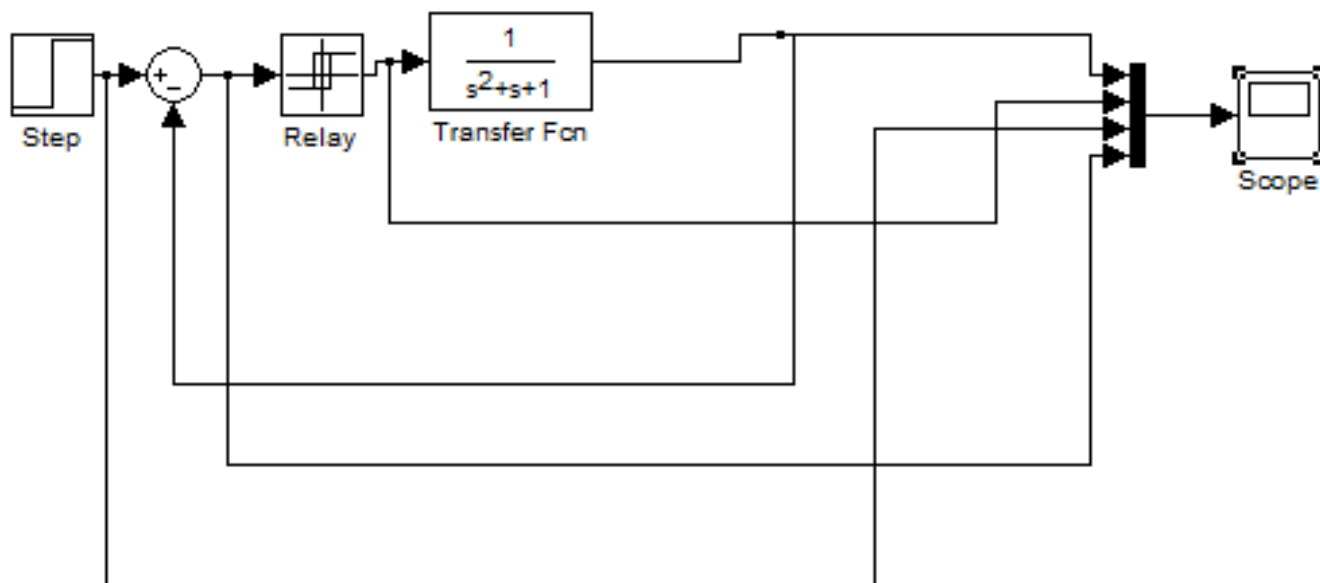 Step
+
−
Relay
1
s²+s+1
Transfer Fcn
Scope